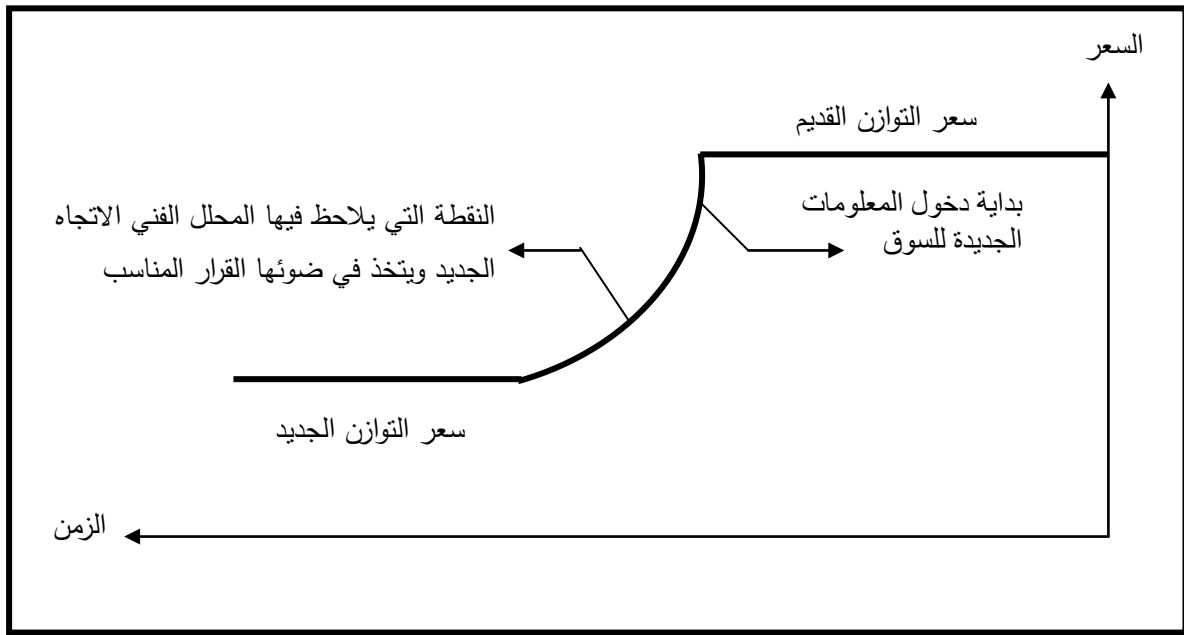 السعر
سعر التوازن القديم
بداية دخول المعلومات
الجديدة للسوق
النقطة التي يلاحظ فيها المحلل الفني الاتجاه
الجديد ويتخذ في ضوئها القرار المناسب
سعر التوازن الجديد
الزمن